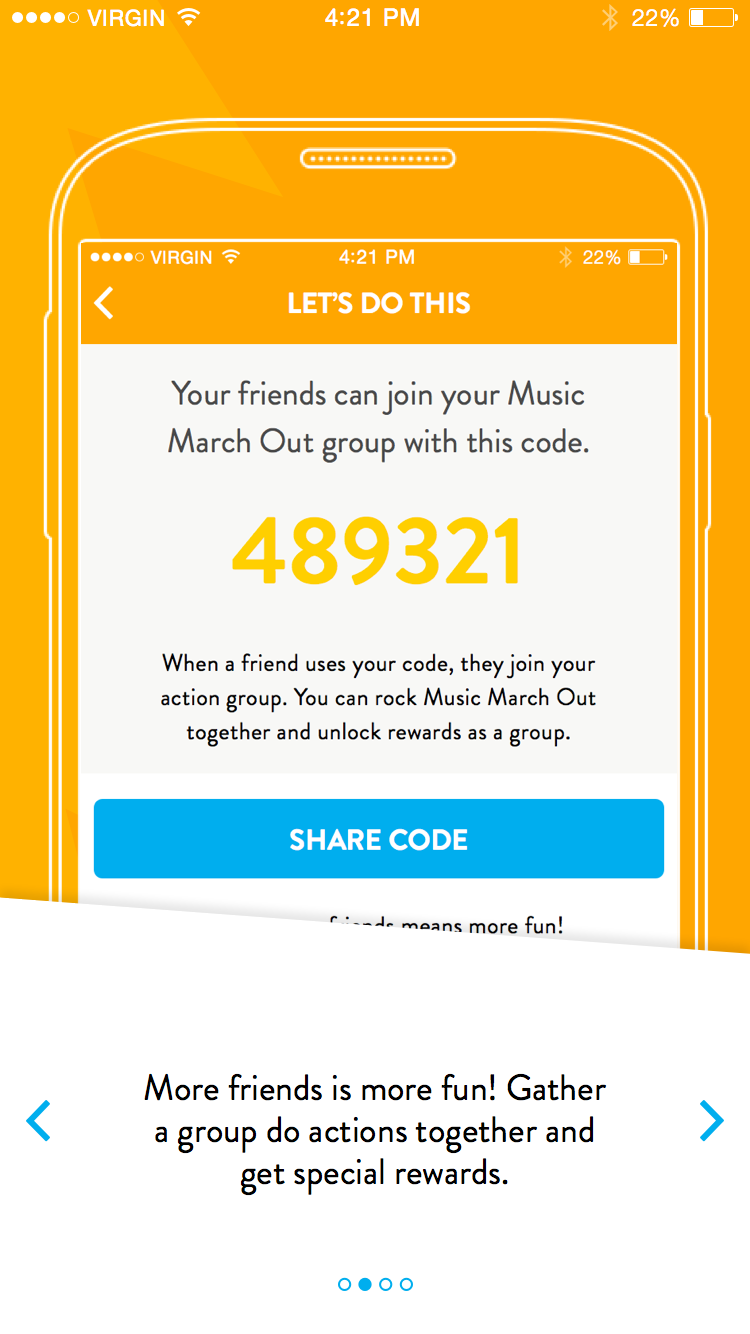 VIRGIN 4:21 PM 22%
VIRGIN 4:21 PM 22%
LET'S DO THIS
Your friends can join your Music
March Out group with this code.
489321
When a friend uses your code, they join your
action group. You can rock Music March Out
together and unlock rewards as a group.
SHARE CODE
friends means more fun!
More friends is more fun! Gather
a group do actions together and
get special rewards.